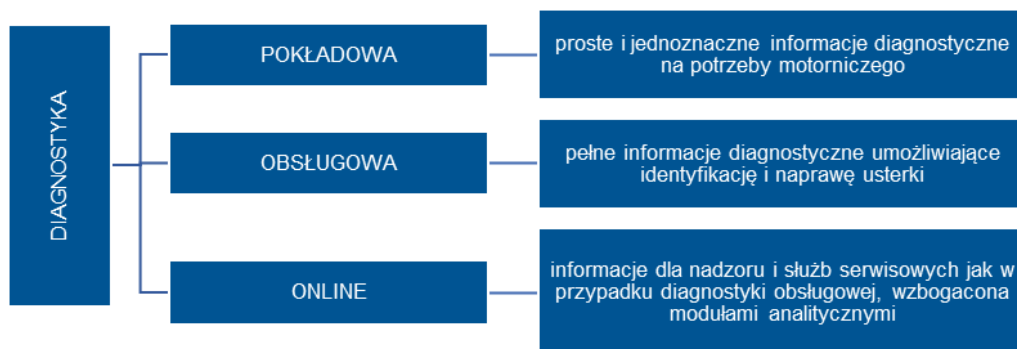 DIAGNOSTYKA
POKŁADOWA
proste i jednoznaczne informacje diagnostyczne
na potrzeby motorniczego
OBSŁUGOWA
pełne informacje diagnostyczne umożliwiające
identyfikację i naprawę usterki
ONLINE
informacje dla nadzoru i służb serwisowych jak w
przypadku diagnostyki obsługowej, wzbogacona
modułami analitycznymi